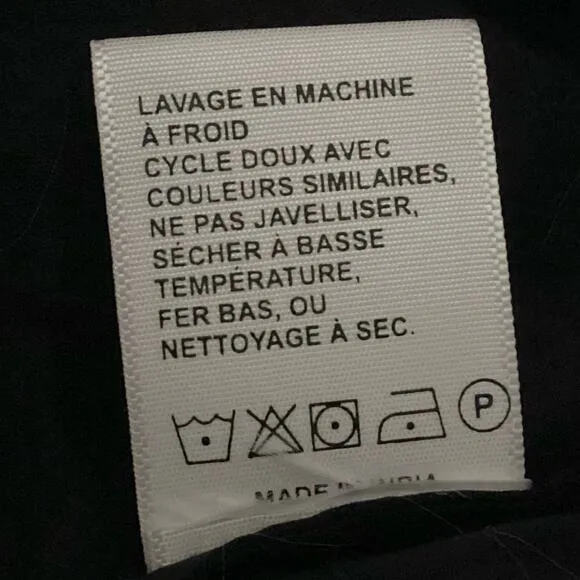 LAVAGE EN MACHINE
À FROID
CYCLE DOUX AVEC
COULEURS SIMILAIRES,
NE PAS JAVELLISER,
SÉCHER À BASSE
TEMPÉRATURE,
FER BAS, OU
NETTOYAGE À SEC.
P
MADE